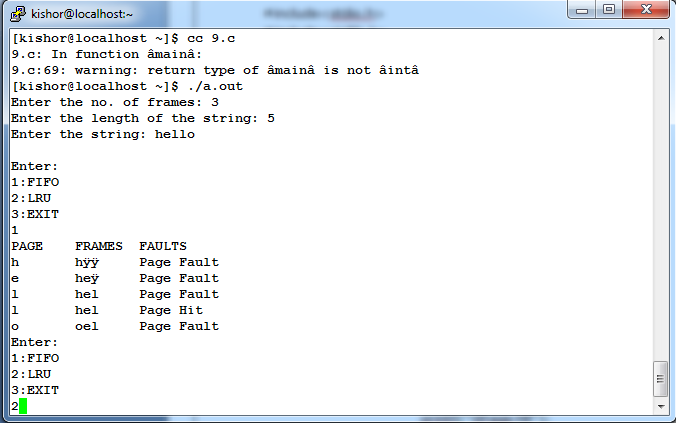 kishor@localhost:~
[kishor@localhost ~]$ cc 9.c
9.c: In function âmainâ:
9.c:69: warning: return type of âmainâ is not âintâ
[kishor@localhost ~]$ ./a.out
Enter the no. of frames: 3
Enter the length of the string: 5
Enter the string: hello

Enter:
1:FIFO
2:LRU
3:EXIT
1
PAGE    FRAMES  FAULTS
h       hÿÿ     Page Fault
e       heÿ     Page Fault
l       hel     Page Fault
l       hel     Page Hit
o       oel     Page Fault
Enter:
1:FIFO
2:LRU
3:EXIT
2